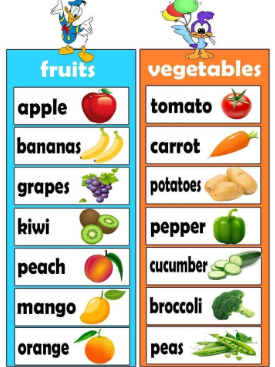 fruits
apple
bananas
grapes
kiwi
peach
mango
orange
vegetables
tomato
carrot
potatoes
pepper
cucumber
broccoli
peas